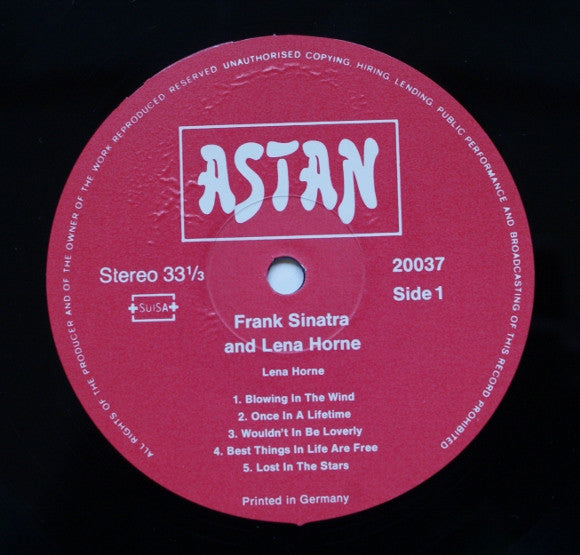 ALL RIGHTS OF THE PRODUCER AND OF THE OWNER OF THE WORK REPRODUCED RESERVED. UNAUTHORISED COPYING, HIRING, LENDING, PUBLIC PERFORMANCE AND BROADCASTING OF THIS RECORD PROHIBITED
ASTAN
Stereo 33⅓
20037
SUISA
Side 1
Frank Sinatra
and Lena Horne
Lena Horne
1. Blowing In The Wind
2. Once In A Lifetime
3. Wouldn't In Be Loverly
4. Best Things In Life Are Free
5. Lost In The Stars
Printed in Germany